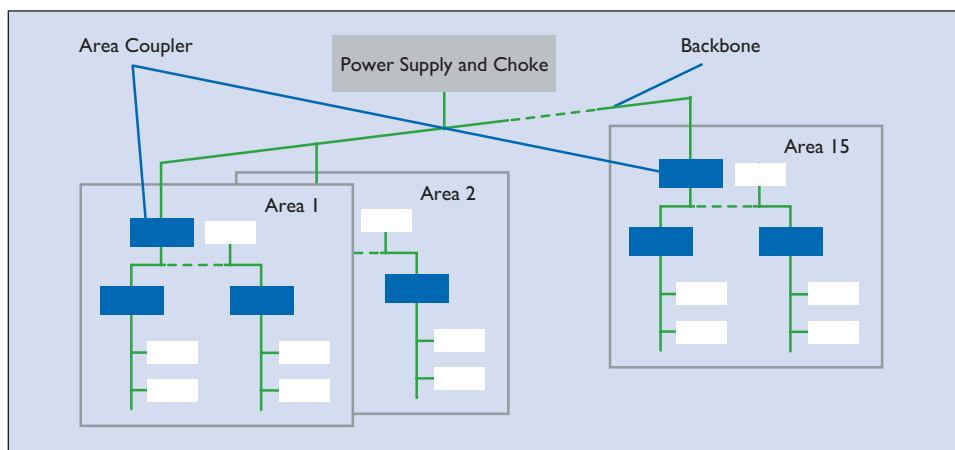 Area Coupler
Power Supply and Choke
Backbone
Area 15
Area 1
Area 2